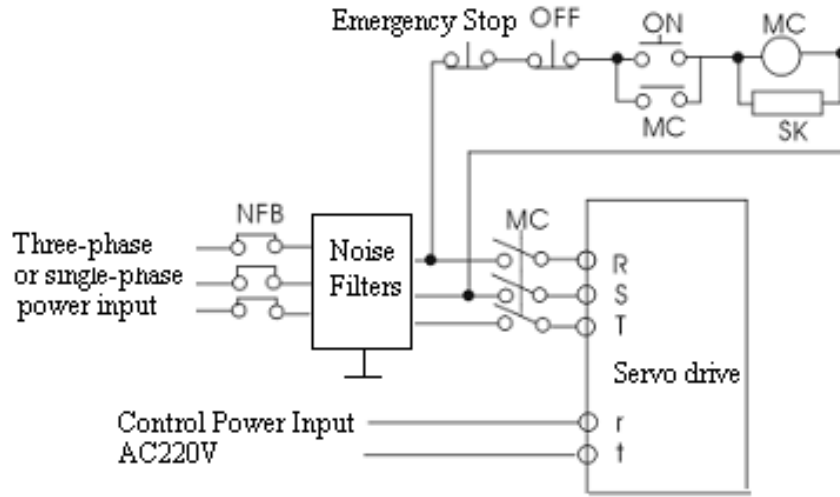 Emergency Stop OFF ON MC
MC SK
NFB MC
Three-phase
or single-phase
power input
Noise
Filters
R
S
T
Servo drive
Control Power Input r
AC220V t